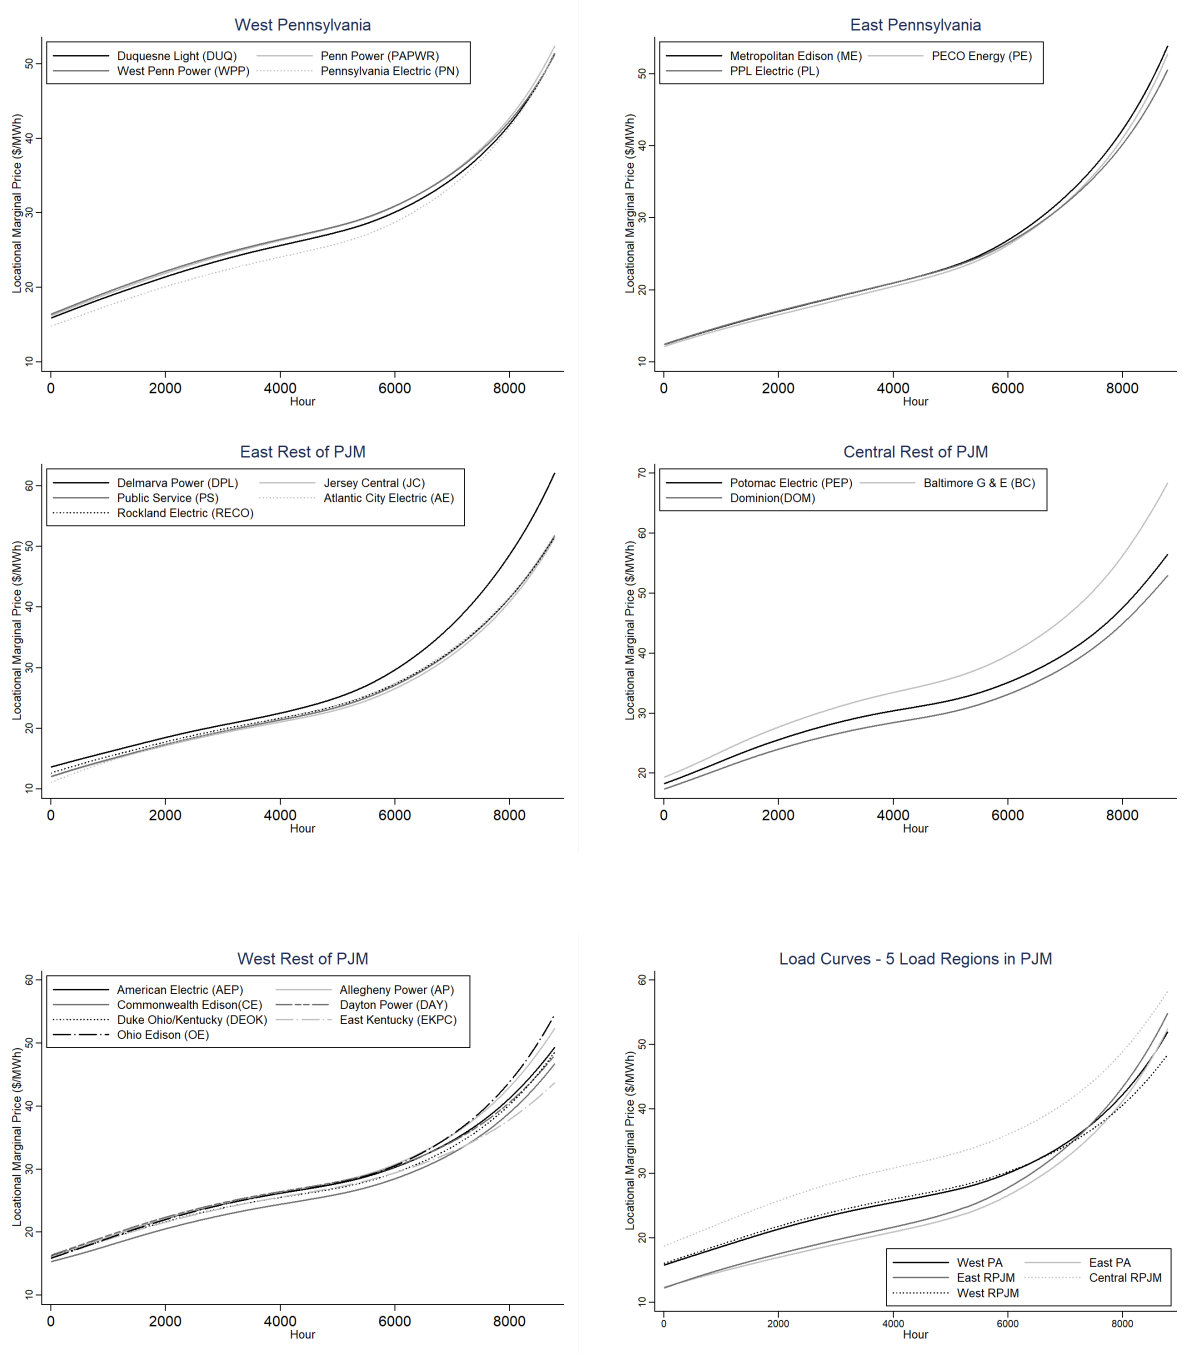 West Pennsylvania
Duquesne Light (DUQ) Penn Power (PAPWR)
West Penn Power (WPP) Pennsylvania Electric (PN)
Locational Marginal Price ($/MWh)
50
40
30
20
10
0 2000 4000 6000 8000
Hour
East Pennsylvania
Metropolitan Edison (ME) PECO Energy (PE)
PPL Electric (PL)
Locational Marginal Price ($/MWh)
50
40
30
20
10
0 2000 4000 6000 8000
Hour
East Rest of PJM
Delmarva Power (DPL) Jersey Central (JC)
Public Service (PS) Atlantic City Electric (AE)
Rockland Electric (RECO)
Locational Marginal Price ($/MWh)
60
50
40
30
20
10
0 2000 4000 6000 8000
Hour
Central Rest of PJM
Potomac Electric (PEP) Baltimore G & E (BC)
Dominion(DOM)
Locational Marginal Price ($/MWh)
70
60
50
40
30
20
0 2000 4000 6000 8000
Hour
West Rest of PJM
American Electric (AEP) Allegheny Power (AP)
Commonwealth Edison(CE) Dayton Power (DAY)
Duke Ohio/Kentucky (DEOK) East Kentucky (EKPC)
Ohio Edison (OE)
Locational Marginal Price ($/MWh)
60
50
40
30
20
10
0 2000 4000 6000 8000
Hour
Load Curves - 5 Load Regions in PJM
Locational Marginal Price ($/MWh)
60
50
40
30
20
10
West PA East PA
East RPJM Central RPJM
West RPJM
0 2000 4000 6000 8000
Hour